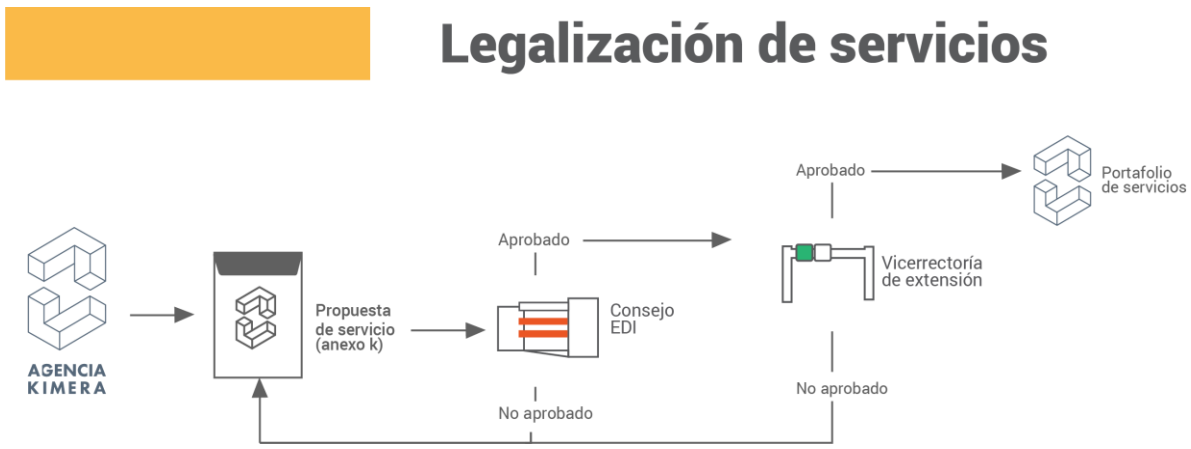 Legalización de servicios
Aprobado
Portafolio
de servicios
Aprobado
Vicerrectoría
de extensión
Propuesta
de servicio
(anexo k)
Consejo
EDI
AGENCIA
KIMERA
No aprobado
No aprobado